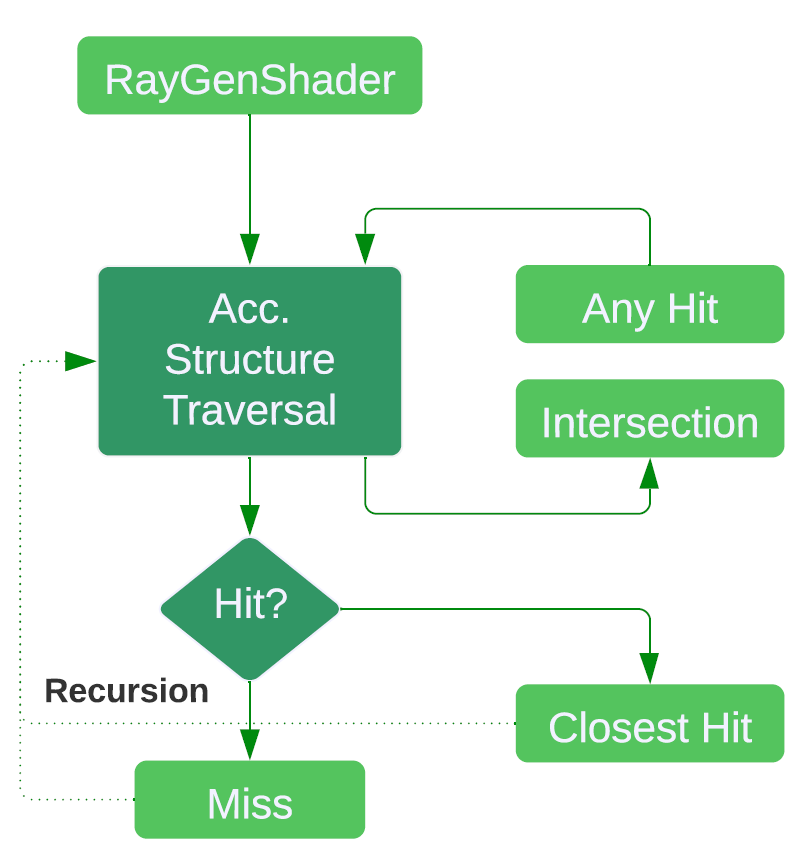 RayGenShader
Acc.
Structure
Traversal
Any Hit
Intersection
Hit?
Recursion
Closest Hit
Miss